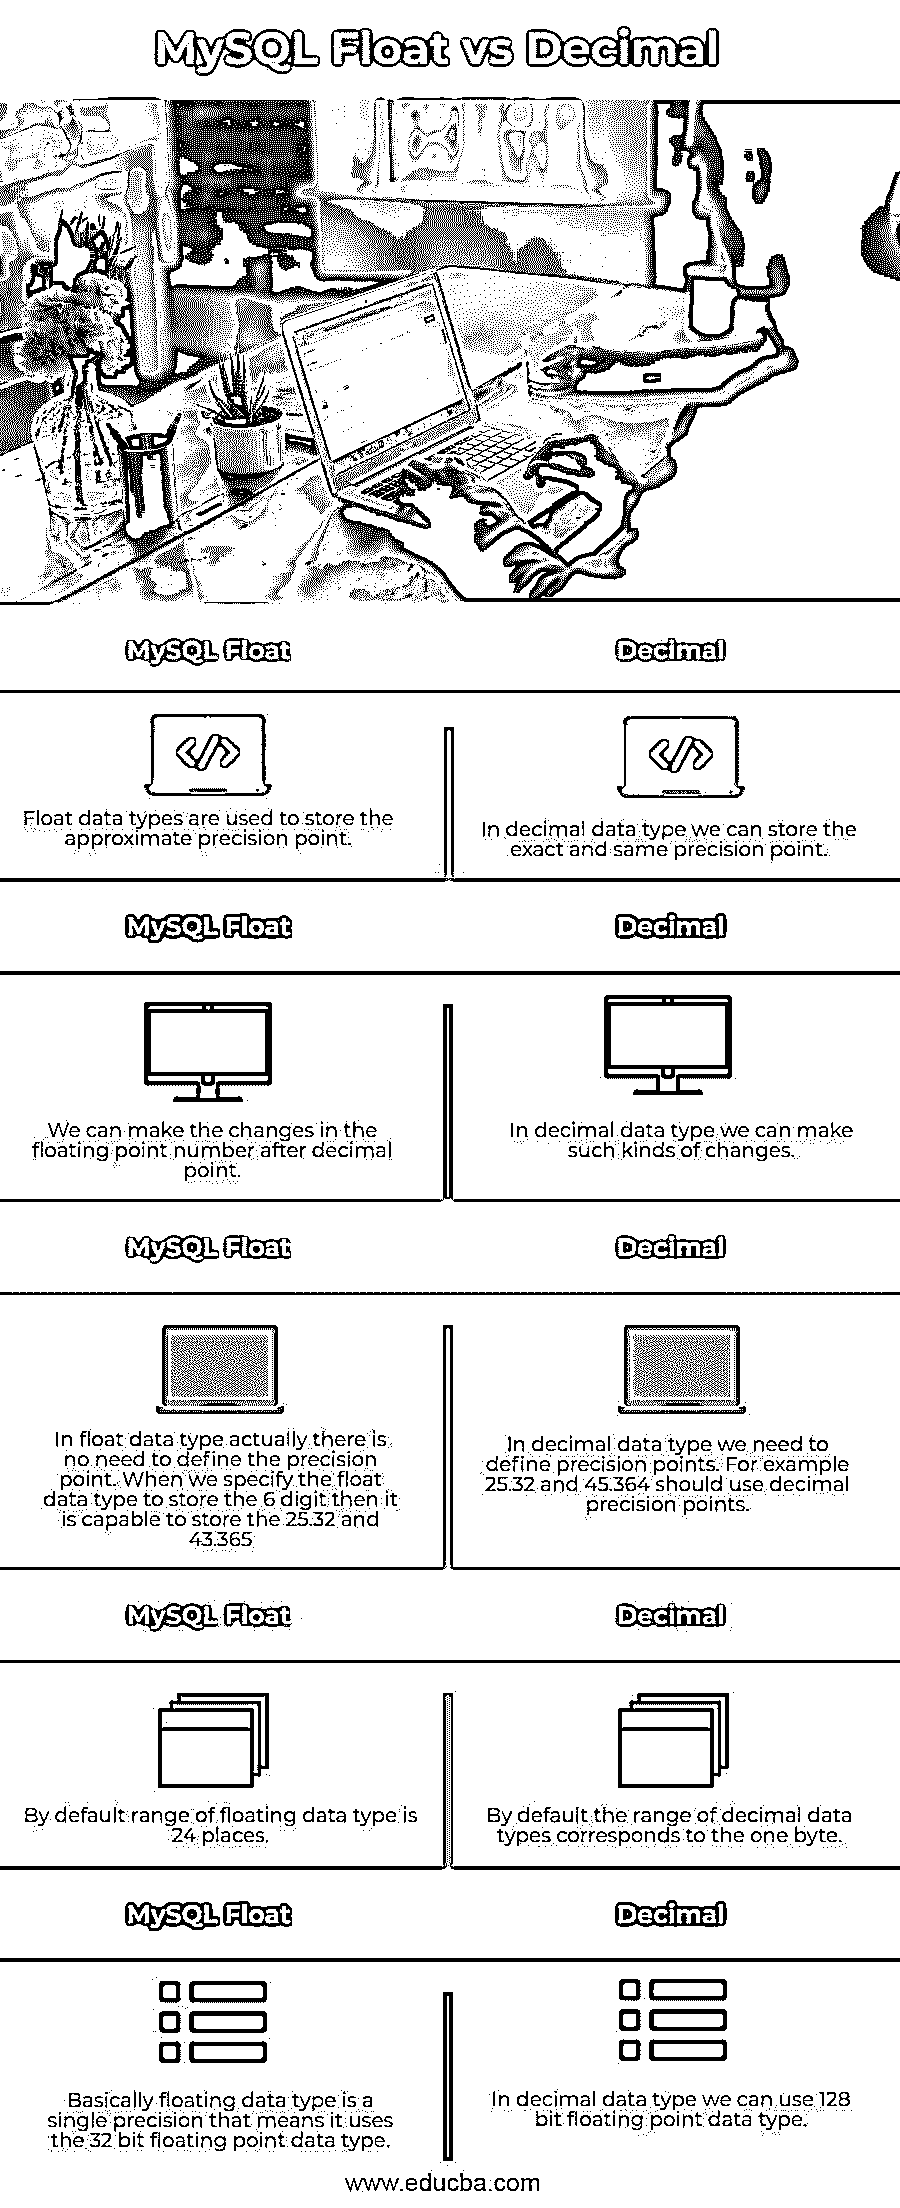 MySQL Float vs Decimal
MySQL Float
Decimal
Float data types are used to store the
approximate precision point.
In decimal data type we can store the
exact and same precision point.
MySQL Float
Decimal
We can make the changes in the
floating point number after decimal
point.
In decimal data type we can make
such kinds of changes.
MySQL Float
Decimal
In float data type actually there is
no need to define the precision
point. When we specify the float
data type to store the 6 digit then it
is capable to store the 25.32 and
43.365
In decimal data type we need to
define precision points. For example
25.32 and 45.364 should use decimal
precision points.
MySQL Float
Decimal
By default range of floating data type is
24 places.
By default the range of decimal data
types corresponds to the one byte.
MySQL Float
Decimal
Basically floating data type is a
single precision that means it uses
the 32 bit floating point data type.
In decimal data type we can use 128
bit floating point data type.
www.educba.com